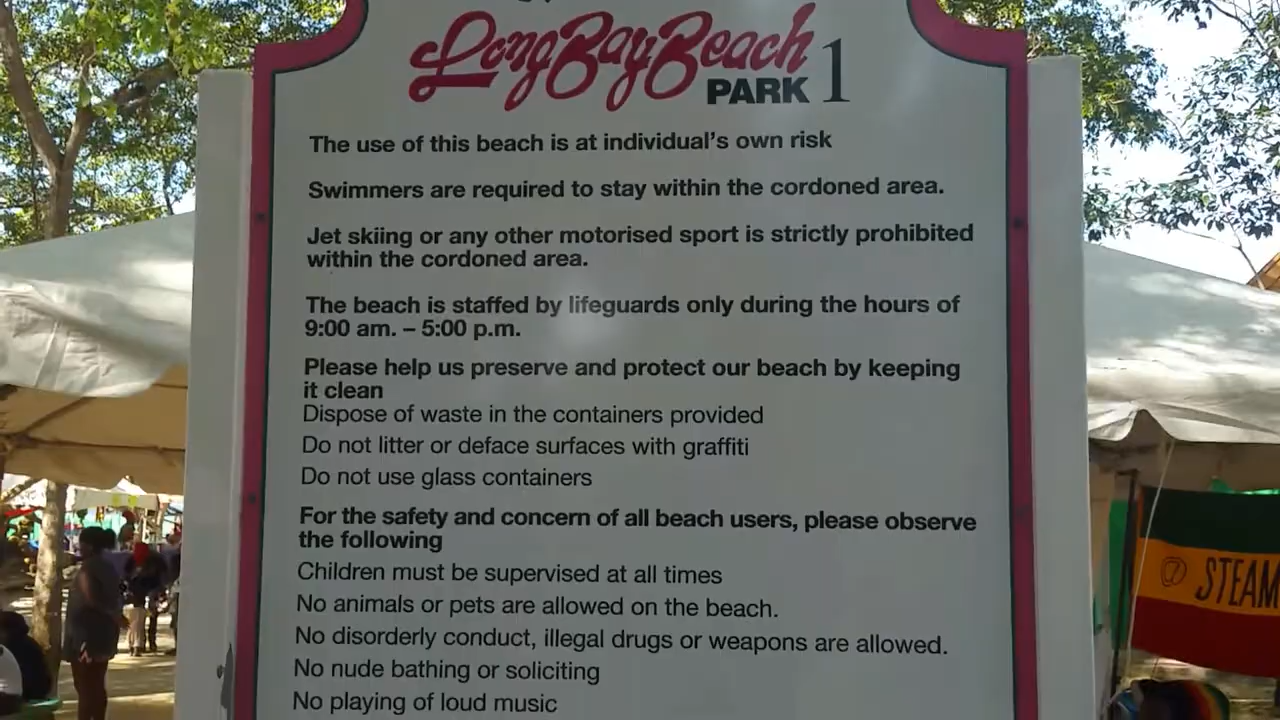 Long Bay Beach
PARK 1
The use of this beach is at individual's own risk
Swimmers are required to stay within the cordoned area.
Jet skiing or any other motorised sport is strictly prohibited
within the cordoned area.
The beach is staffed by lifeguards only during the hours of
9:00 am. – 5:00 p.m.
Please help us preserve and protect our beach by keeping
it clean
Dispose of waste in the containers provided
Do not litter or deface surfaces with graffiti
Do not use glass containers
For the safety and concern of all beach users, please observe
the following
Children must be supervised at all times
No animals or pets are allowed on the beach.
No disorderly conduct, illegal drugs or weapons are allowed.
No nude bathing or soliciting
No playing of loud music
@ STEAM